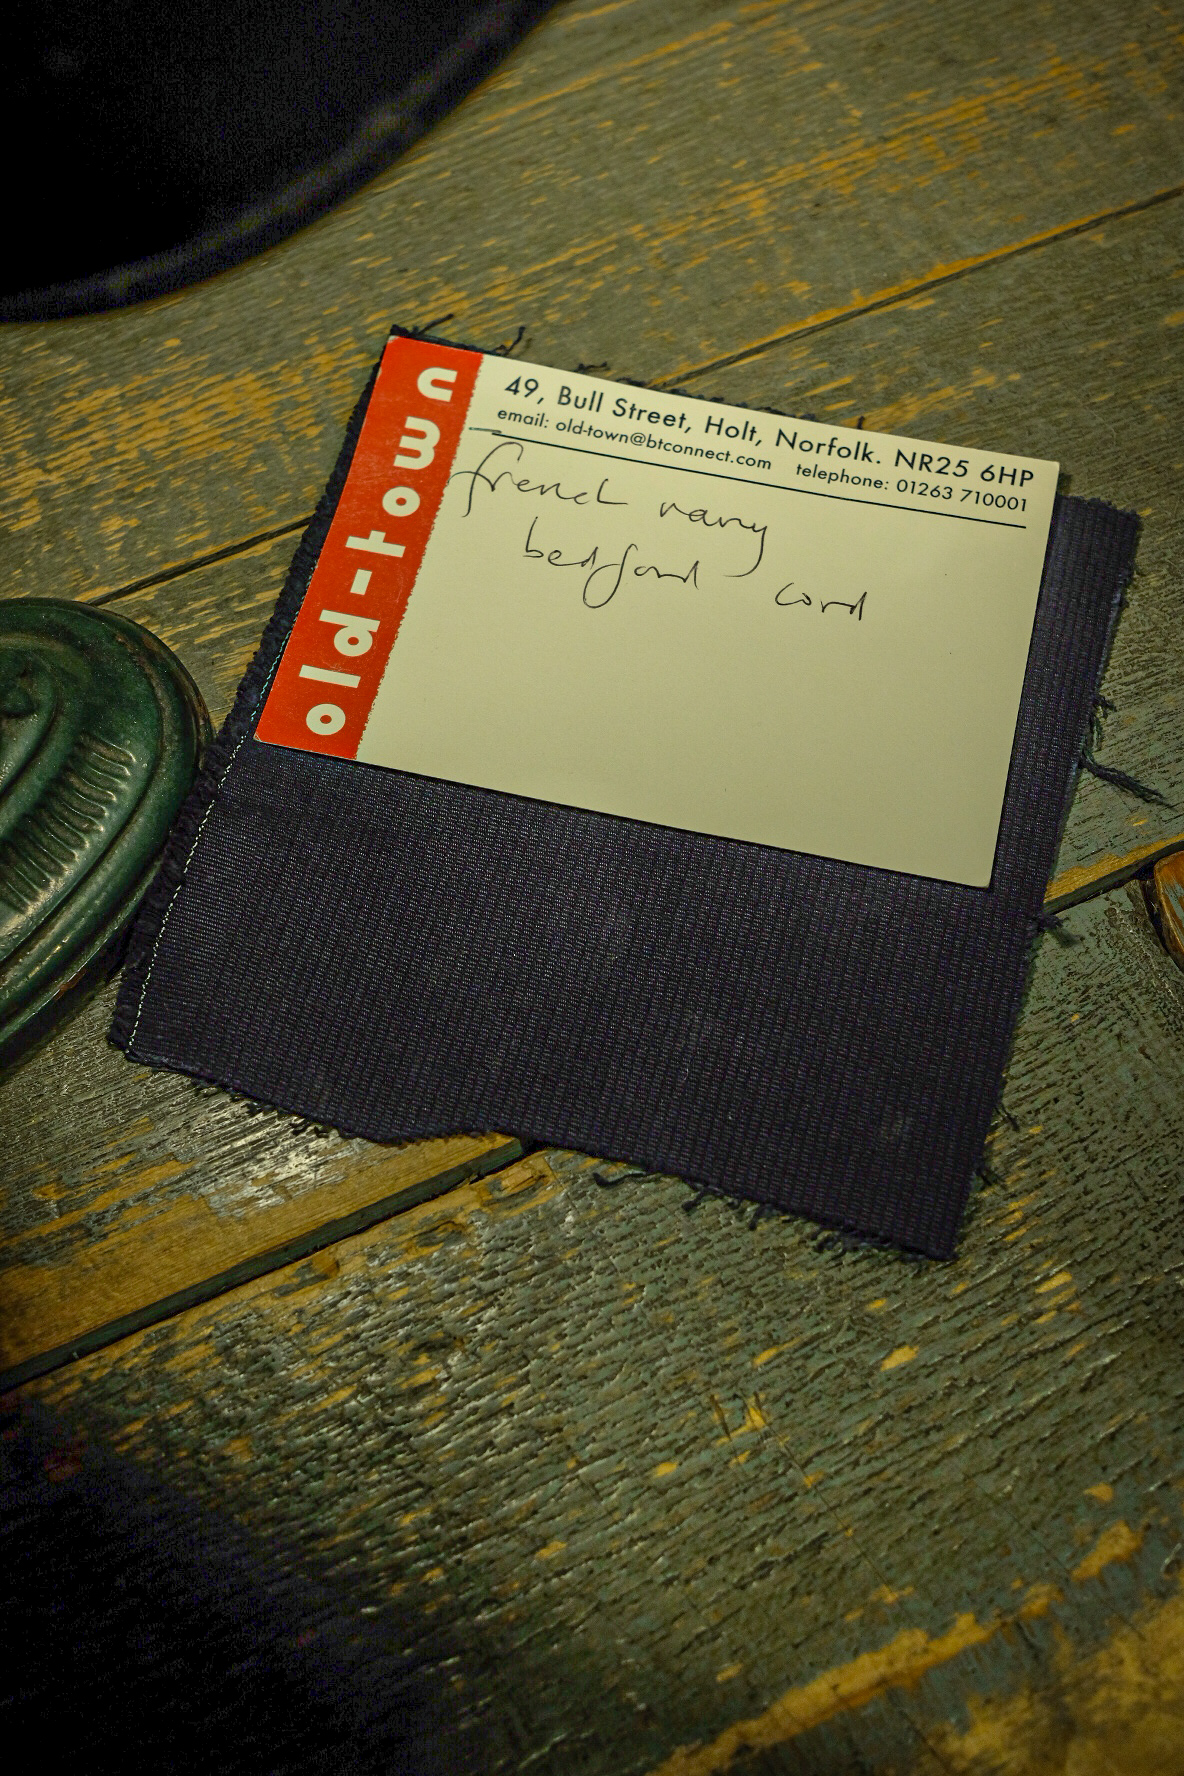 old-town
49, Bull Street, Holt, Norfolk. NR25 6HP
email: old-town@btconnect.com telephone: 01263 710001
french navy
bedford cord